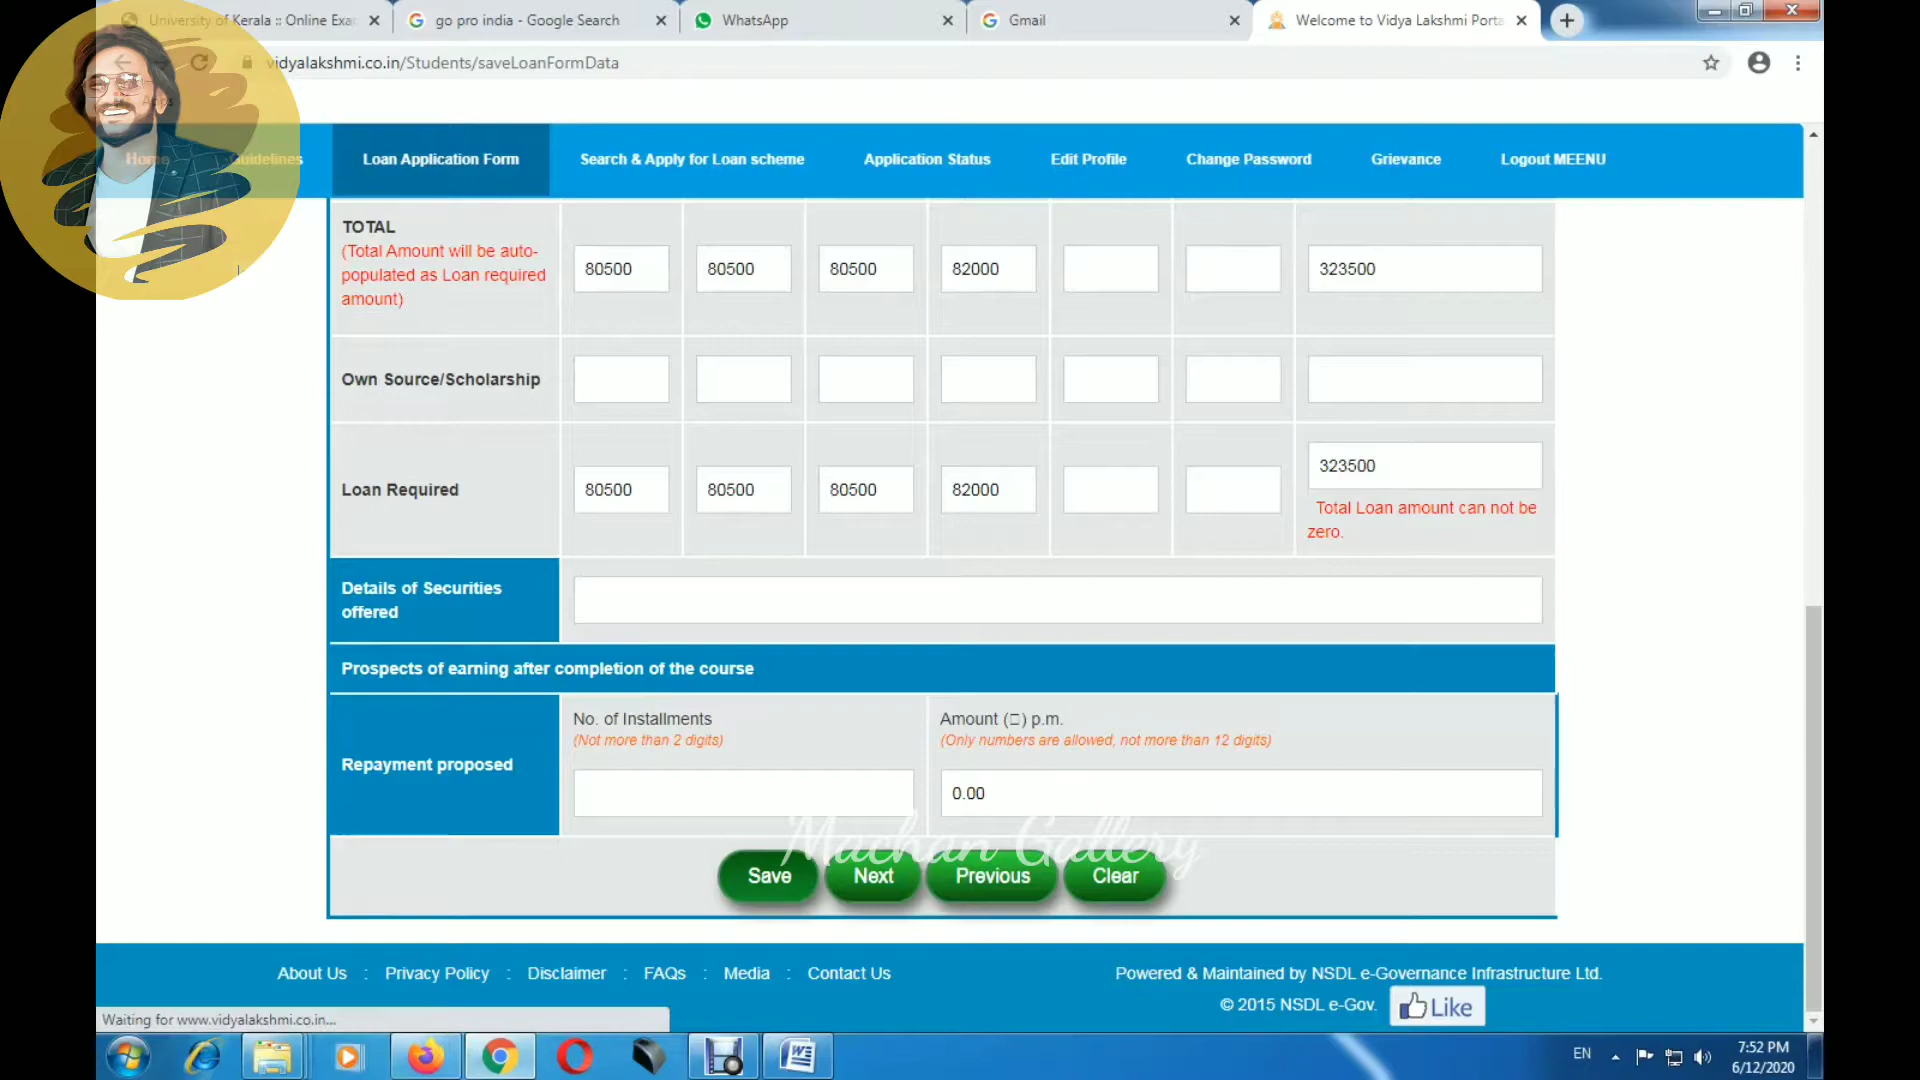 University of Kerala :: Online Exa
go pro india - Google Search
WhatsApp
Gmail
Welcome to Vidya Lakshmi Porta
vidyalakshmi.co.in/Students/saveLoanFormData
Apps
Home
Guidelines
Loan Application Form
Search & Apply for Loan scheme
Application Status
Edit Profile
Change Password
Grievance
Logout MEENU
TOTAL
(Total Amount will be auto-
populated as Loan required
amount)
80500
80500
80500
82000
323500
Own Source/Scholarship
Loan Required
80500
80500
80500
82000
323500
Total Loan amount can not be
zero.
Details of Securities
offered
Prospects of earning after completion of the course
Repayment proposed
No. of Installments
(Not more than 2 digits)
Amount (□) p.m.
(Only numbers are allowed, not more than 12 digits)
0.00
Machan Gallery
Save
Next
Previous
Clear
About Us : Privacy Policy : Disclaimer : FAQs : Media : Contact Us
Powered & Maintained by NSDL e-Governance Infrastructure Ltd.
© 2015 NSDL e-Gov.
Like
Waiting for www.vidyalakshmi.co.in...
EN
7:52 PM
6/12/2020